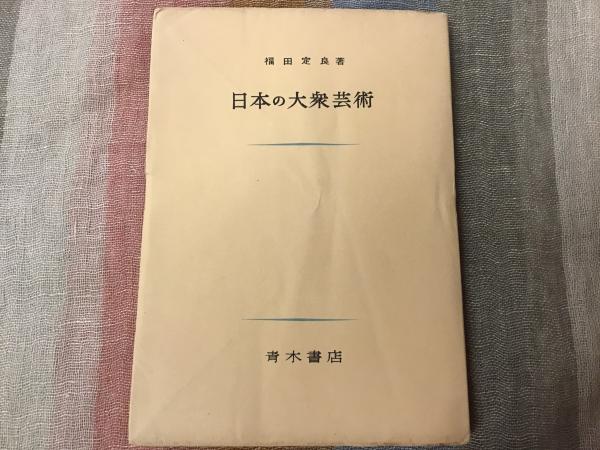 福田定良著
日本の大衆芸術
青木書店